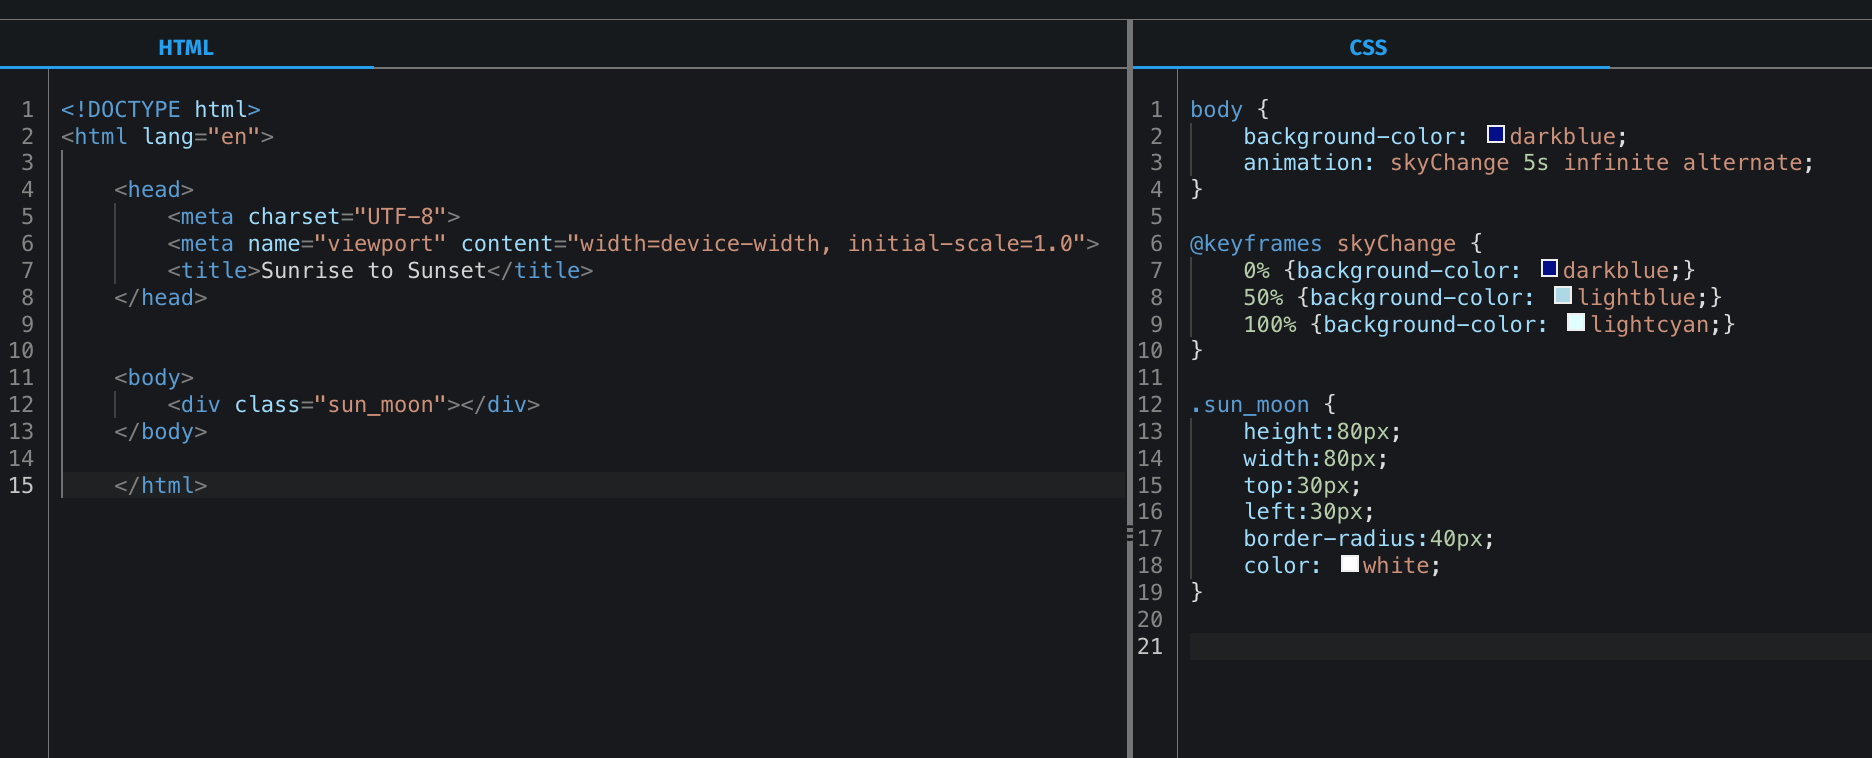 HTML
1 <!DOCTYPE html>
2 <html lang="en">
3
4     <head>
5         <meta charset="UTF-8">
6         <meta name="viewport" content="width=device-width, initial-scale=1.0">
7         <title>Sunrise to Sunset</title>
8     </head>
9
10
11     <body>
12         <div class="sun_moon"></div>
13     </body>
14
15     </html>
CSS
1 body {
2     background-color: darkblue;
3     animation: skyChange 5s infinite alternate;
4 }
5
6 @keyframes skyChange {
7     0% {background-color: darkblue;}
8     50% {background-color: lightblue;}
9     100% {background-color: lightcyan;}
10 }
11
12 .sun_moon {
13     height:80px;
14     width:80px;
15     top:30px;
16     left:30px;
17     border-radius:40px;
18     color: white;
19 }
20
21